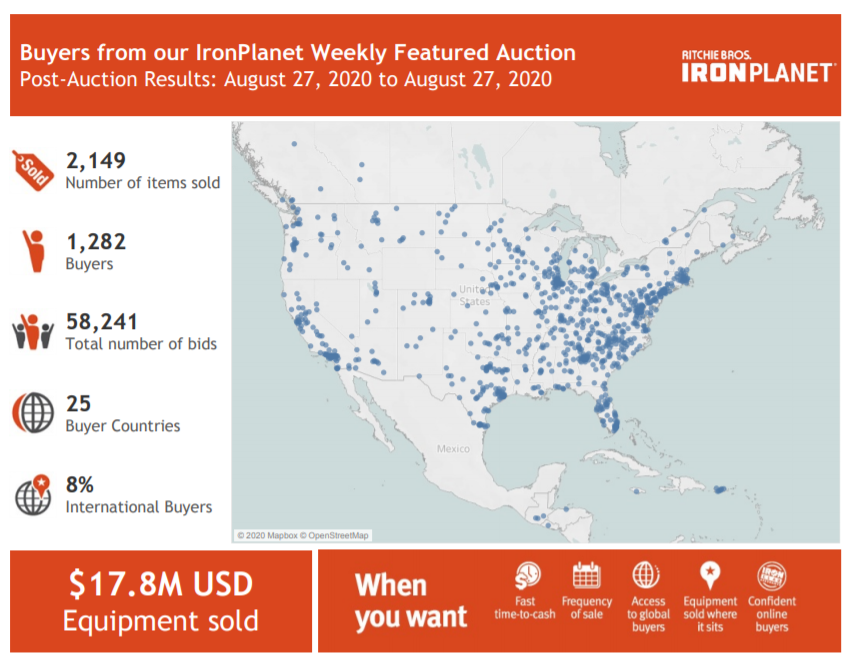 Buyers from our IronPlanet Weekly Featured Auction
Post-Auction Results: August 27, 2020 to August 27, 2020
RITCHIE BROS.
IRONPLANET
Sold
2,149
Number of items sold
1,282
Buyers
58,241
Total number of bids
25
Buyer Countries
8%
International Buyers
United
States
Mexico
© 2020 Mapbox © OpenStreetMap
$17.8M USD
Equipment sold
When
you want
Fast
time-to-cash
Frequency
of sale
Access
to global
buyers
Equipment
sold where
it sits
IRON
Confident
online
buyers